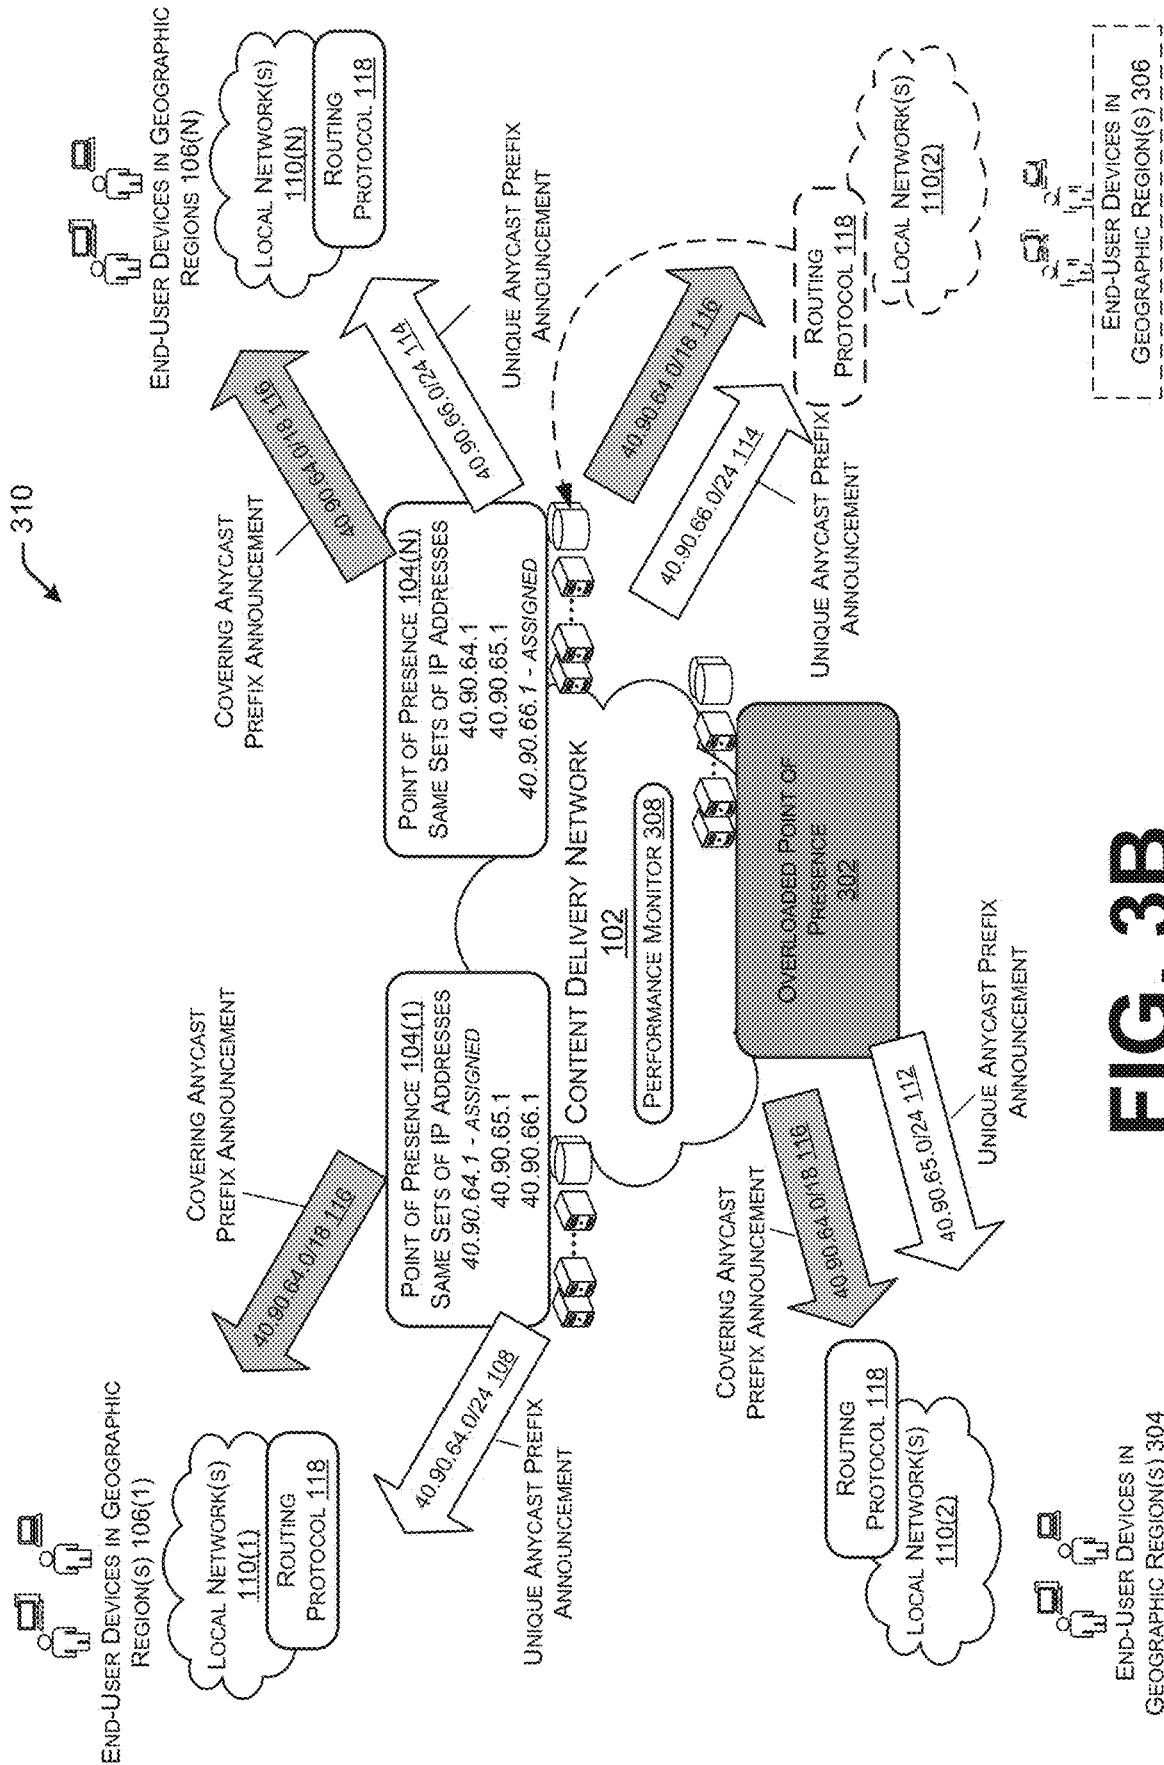 310
END-USER DEVICES IN GEOGRAPHIC
REGION(S) 106(1)
LOCAL NETWORK(S)
110(1)
ROUTING
PROTOCOL 118
COVERING ANYCAST
PREFIX ANNOUNCEMENT
40.90.64.0/18 116
40.90.64.0/24 108
UNIQUE ANYCAST PREFIX
ANNOUNCEMENT
POINT OF PRESENCE 104(1)
SAME SETS OF IP ADDRESSES
40.90.64.1 - ASSIGNED
40.90.65.1
40.90.66.1
COVERING ANYCAST
PREFIX ANNOUNCEMENT
40.90.64.0/18 116
POINT OF PRESENCE 104(N)
SAME SETS OF IP ADDRESSES
40.90.64.1
40.90.65.1
40.90.66.1 - ASSIGNED
END-USER DEVICES IN GEOGRAPHIC
REGIONS 106(N)
LOCAL NETWORK(S)
110(N)
ROUTING
PROTOCOL 118
40.90.66.0/24 114
UNIQUE ANYCAST PREFIX
ANNOUNCEMENT
CONTENT DELIVERY NETWORK
102
PERFORMANCE MONITOR 308
40.90.64.0/18 116
40.90.66.0/24 114
UNIQUE ANYCAST PREFIX
ANNOUNCEMENT
ROUTING
PROTOCOL 118
LOCAL NETWORK(S)
110(2)
OVERLOADED POINT OF
PRESENCE
302
COVERING ANYCAST
PREFIX ANNOUNCEMENT
40.90.64.0/18 116
40.90.65.0/24 112
UNIQUE ANYCAST PREFIX
ANNOUNCEMENT
ROUTING
PROTOCOL 118
LOCAL NETWORK(S)
110(2)
END-USER DEVICES IN
GEOGRAPHIC REGION(S) 304
END-USER DEVICES IN
GEOGRAPHIC REGION(S) 306
FIG. 3B